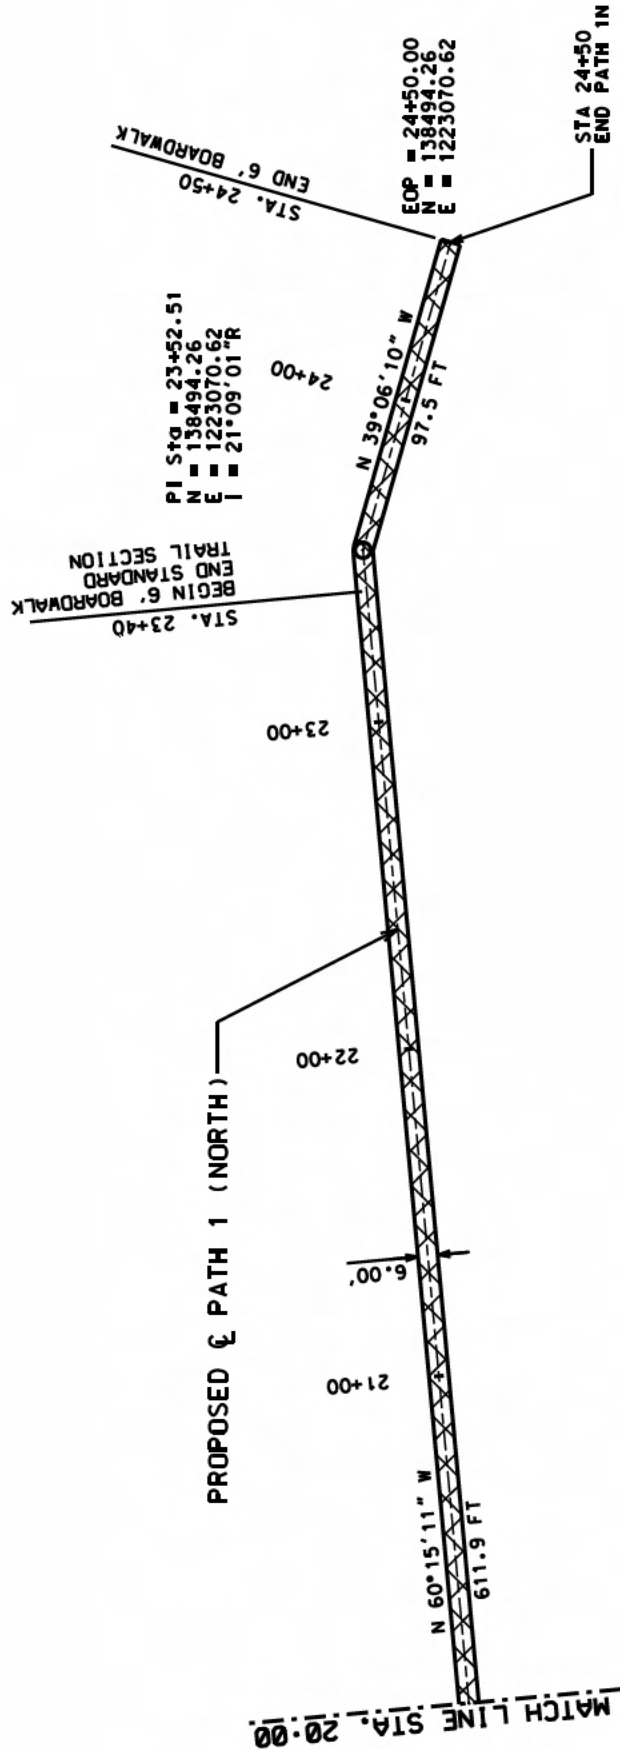 MATCH LINE STA. 20+00
N 60°15'11" W
611.9 FT
21+00
6.00'
PROPOSED ℄ PATH 1 (NORTH)
22+00
23+00
STA. 23+40
BEGIN 6' BOARDWALK
END STANDARD
TRAIL SECTION
PI Sta = 23+52.51
N = 138494.26
E = 1223070.62
I = 21°09'01"R
24+00
N 39°06'10" W
97.5 FT
STA. 24+50
END 6' BOARDWALK
EOP = 24+50.00
N = 138494.26
E = 1223070.62
STA 24+50
END PATH 1N